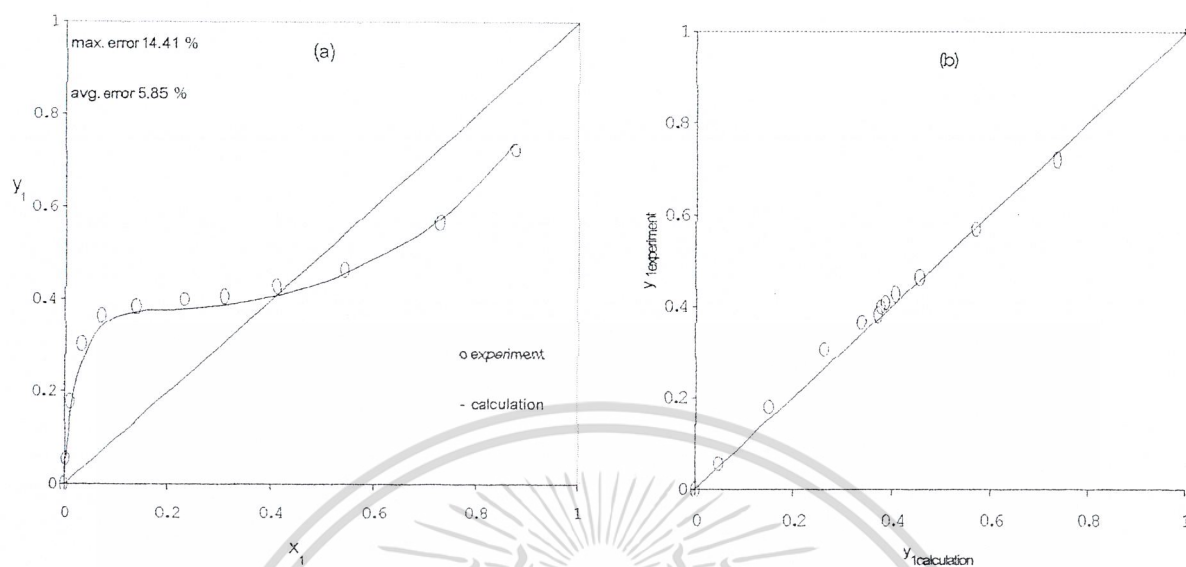 1
max. error 14.41 %
(a)
avg. error 5.85 %
0.8
y1
0.6
0.4
o experiment
0.2
- calculation
0
0
0.2
0.4
0.6
0.8
1
x1
1
(b)
0.8
y1experiment
0.6
0.4
0.2
0
0
0.2
0.4
0.6
0.8
1
y1calculation